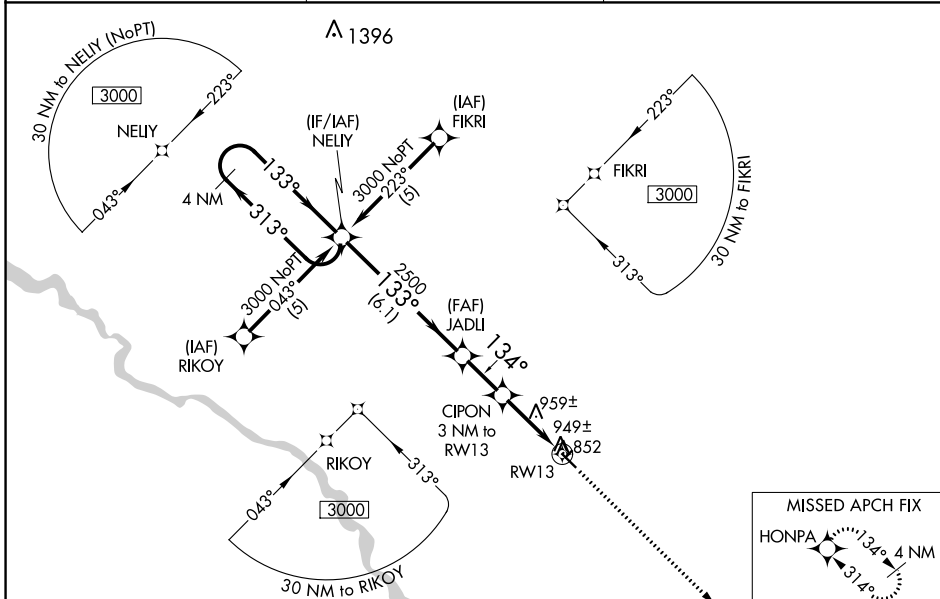 1396
30 NM to NELIY (NoPT)
3000
223°
NELIY
043°
(IF/IAF)
NELIY
(IAF)
FIKRI
3000 NoPT
223°
(5)
133°
4 NM
313°
3000 NoPT
043°
(5)
(IAF)
RIKOY
2500
133°
(6.1)
(FAF)
JADLI
134°
CIPON
3 NM to
RW13
959±
949±
852
RW13
223°
FIKRI
3000
30 NM to FIKRI
313°
RIKOY
043°
313°
3000
30 NM to RIKOY
MISSED APCH FIX
HONPA
134°
4 NM
314°